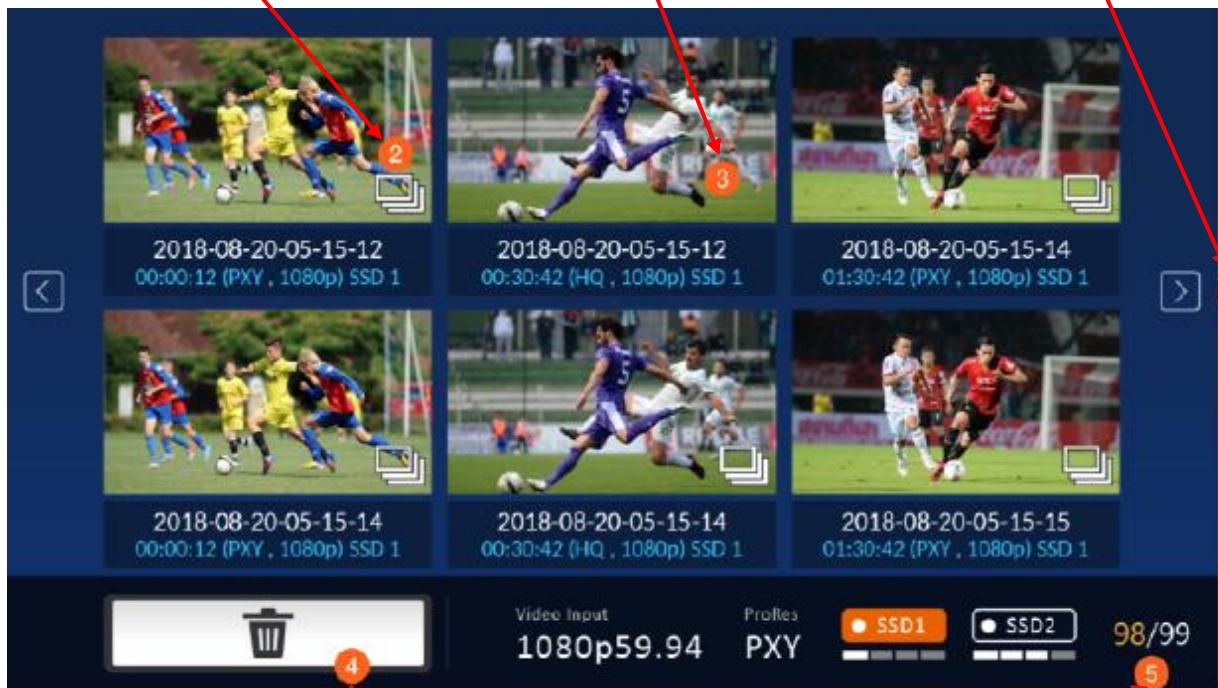 2
3
2018-08-20-05-15-12
00:00:12 (PXY , 1080p) SSD 1
2018-08-20-05-15-12
00:30:42 (HQ , 1080p) SSD 1
2018-08-20-05-15-14
01:30:42 (PXY , 1080p) SSD 1
5
5
2018-08-20-05-15-14
00:00:12 (PXY , 1080p) SSD 1
2018-08-20-05-15-14
00:30:42 (HQ , 1080p) SSD 1
2018-08-20-05-15-15
01:30:42 (PXY , 1080p) SSD 1
Video Input
1080p59.94
ProRes
PXY
SSD1
SSD2
98/99
4
5